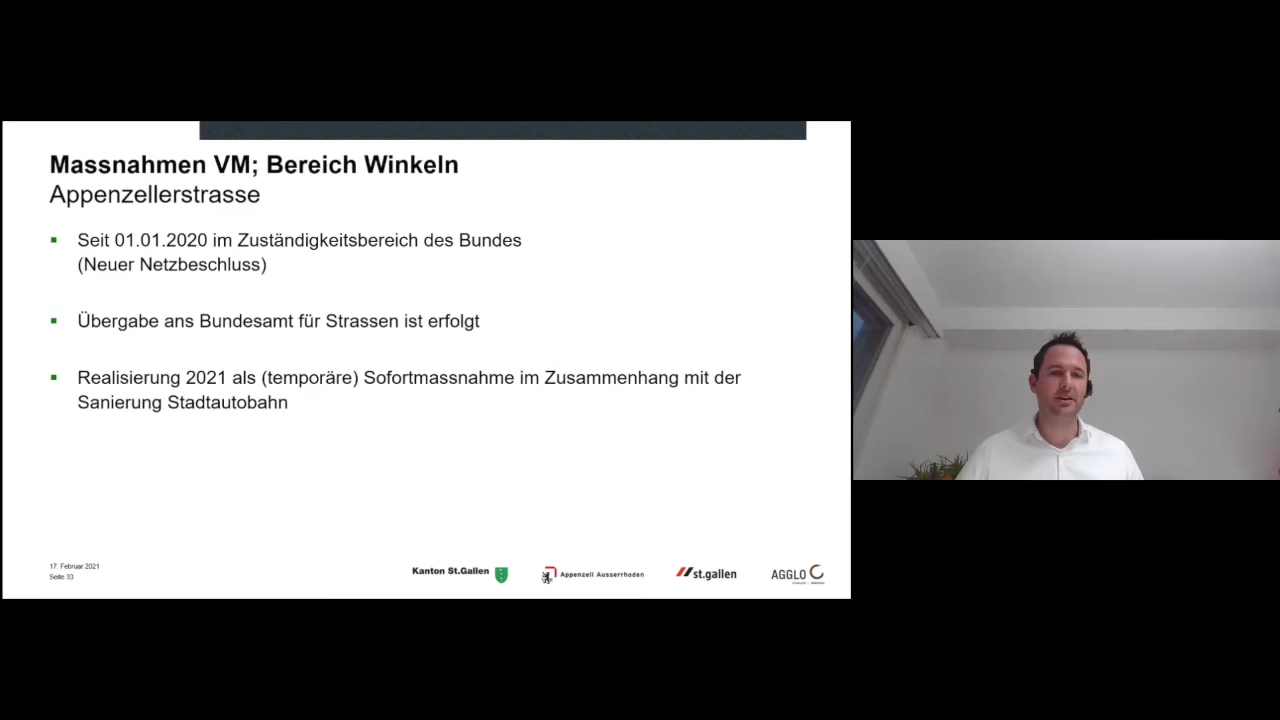 Massnahmen VM; Bereich Winkeln
Appenzellerstrasse
Seit 01.01.2020 im Zuständigkeitsbereich des Bundes
(Neuer Netzbeschluss)
Übergabe ans Bundesamt für Strassen ist erfolgt
Realisierung 2021 als (temporäre) Sofortmassnahme im Zusammenhang mit der
Sanierung Stadtautobahn
17. Februar 2021
Seite 33
Kanton St.Gallen
Appenzell Ausserrhoden
st.gallen
AGGLO